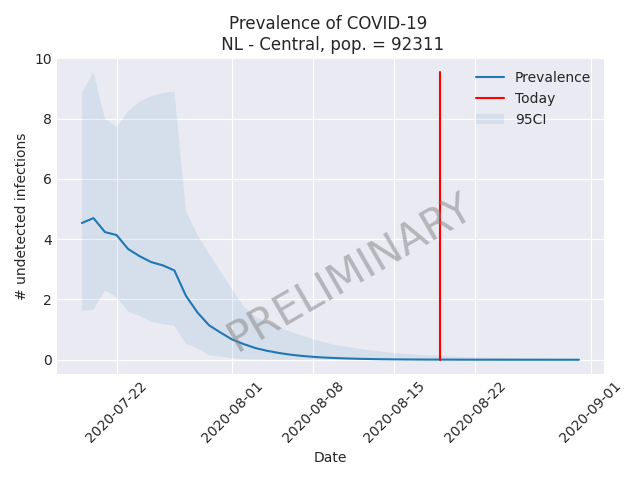 Prevalence of COVID-19
NL - Central, pop. = 92311
10
8
6
4
2
0
# undetected infections
Prevalence
Today
95CI
PRELIMINARY
2020-07-22
2020-08-01
2020-08-08
2020-08-15
2020-08-22
2020-09-01
Date